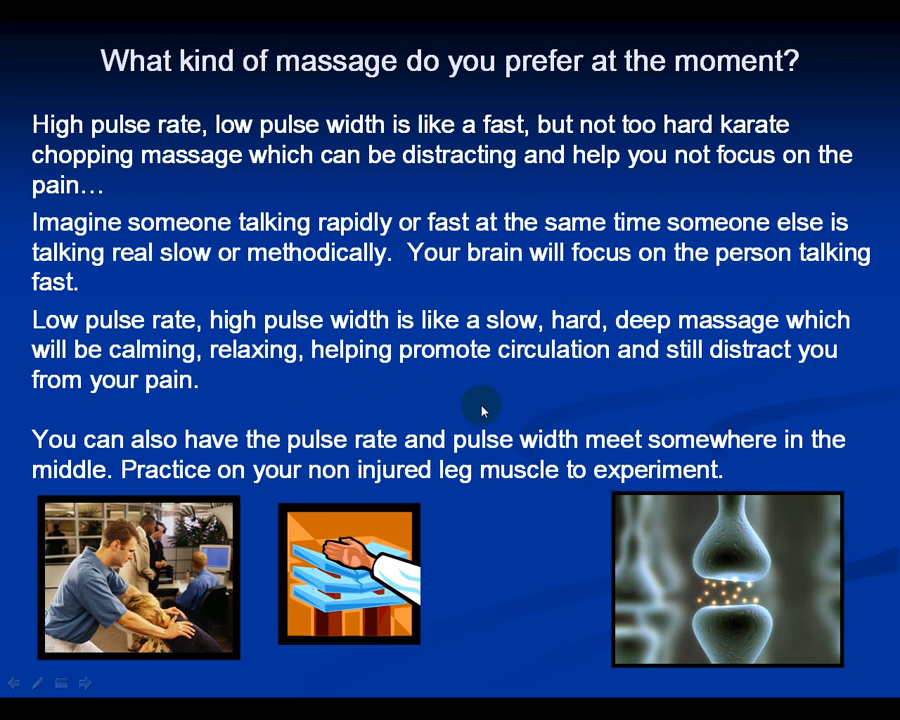 What kind of massage do you prefer at the moment?
High pulse rate, low pulse width is like a fast, but not too hard karate
chopping massage which can be distracting and help you not focus on the
pain…
Imagine someone talking rapidly or fast at the same time someone else is
talking real slow or methodically.  Your brain will focus on the person talking
fast.
Low pulse rate, high pulse width is like a slow, hard, deep massage which
will be calming, relaxing, helping promote circulation and still distract you
from your pain.
You can also have the pulse rate and pulse width meet somewhere in the
middle. Practice on your non injured leg muscle to experiment.